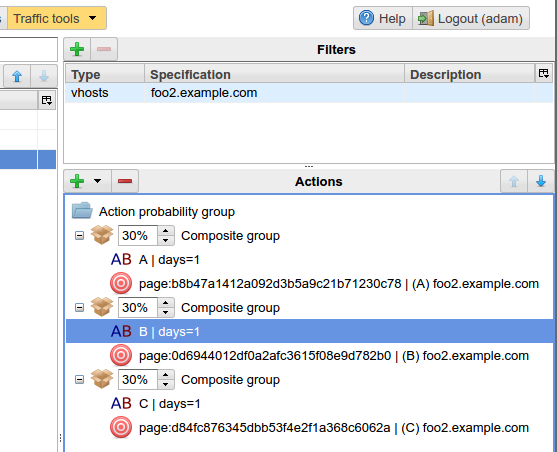 s Traffic tools Help Logout (adam)
Filters
Type Specification Description
vhosts foo2.example.com
Actions
Action probability group
30% Composite group
AB A | days=1
page:b8b47a1412a092d3b5a9c21b71230c78 | (A) foo2.example.com
30% Composite group
AB B | days=1
page:0d6944012df0a2afc3615f08e9d782b0 | (B) foo2.example.com
30% Composite group
AB C | days=1
page:d84fc876345dbb53f4e2f1a368c6062a | (C) foo2.example.com